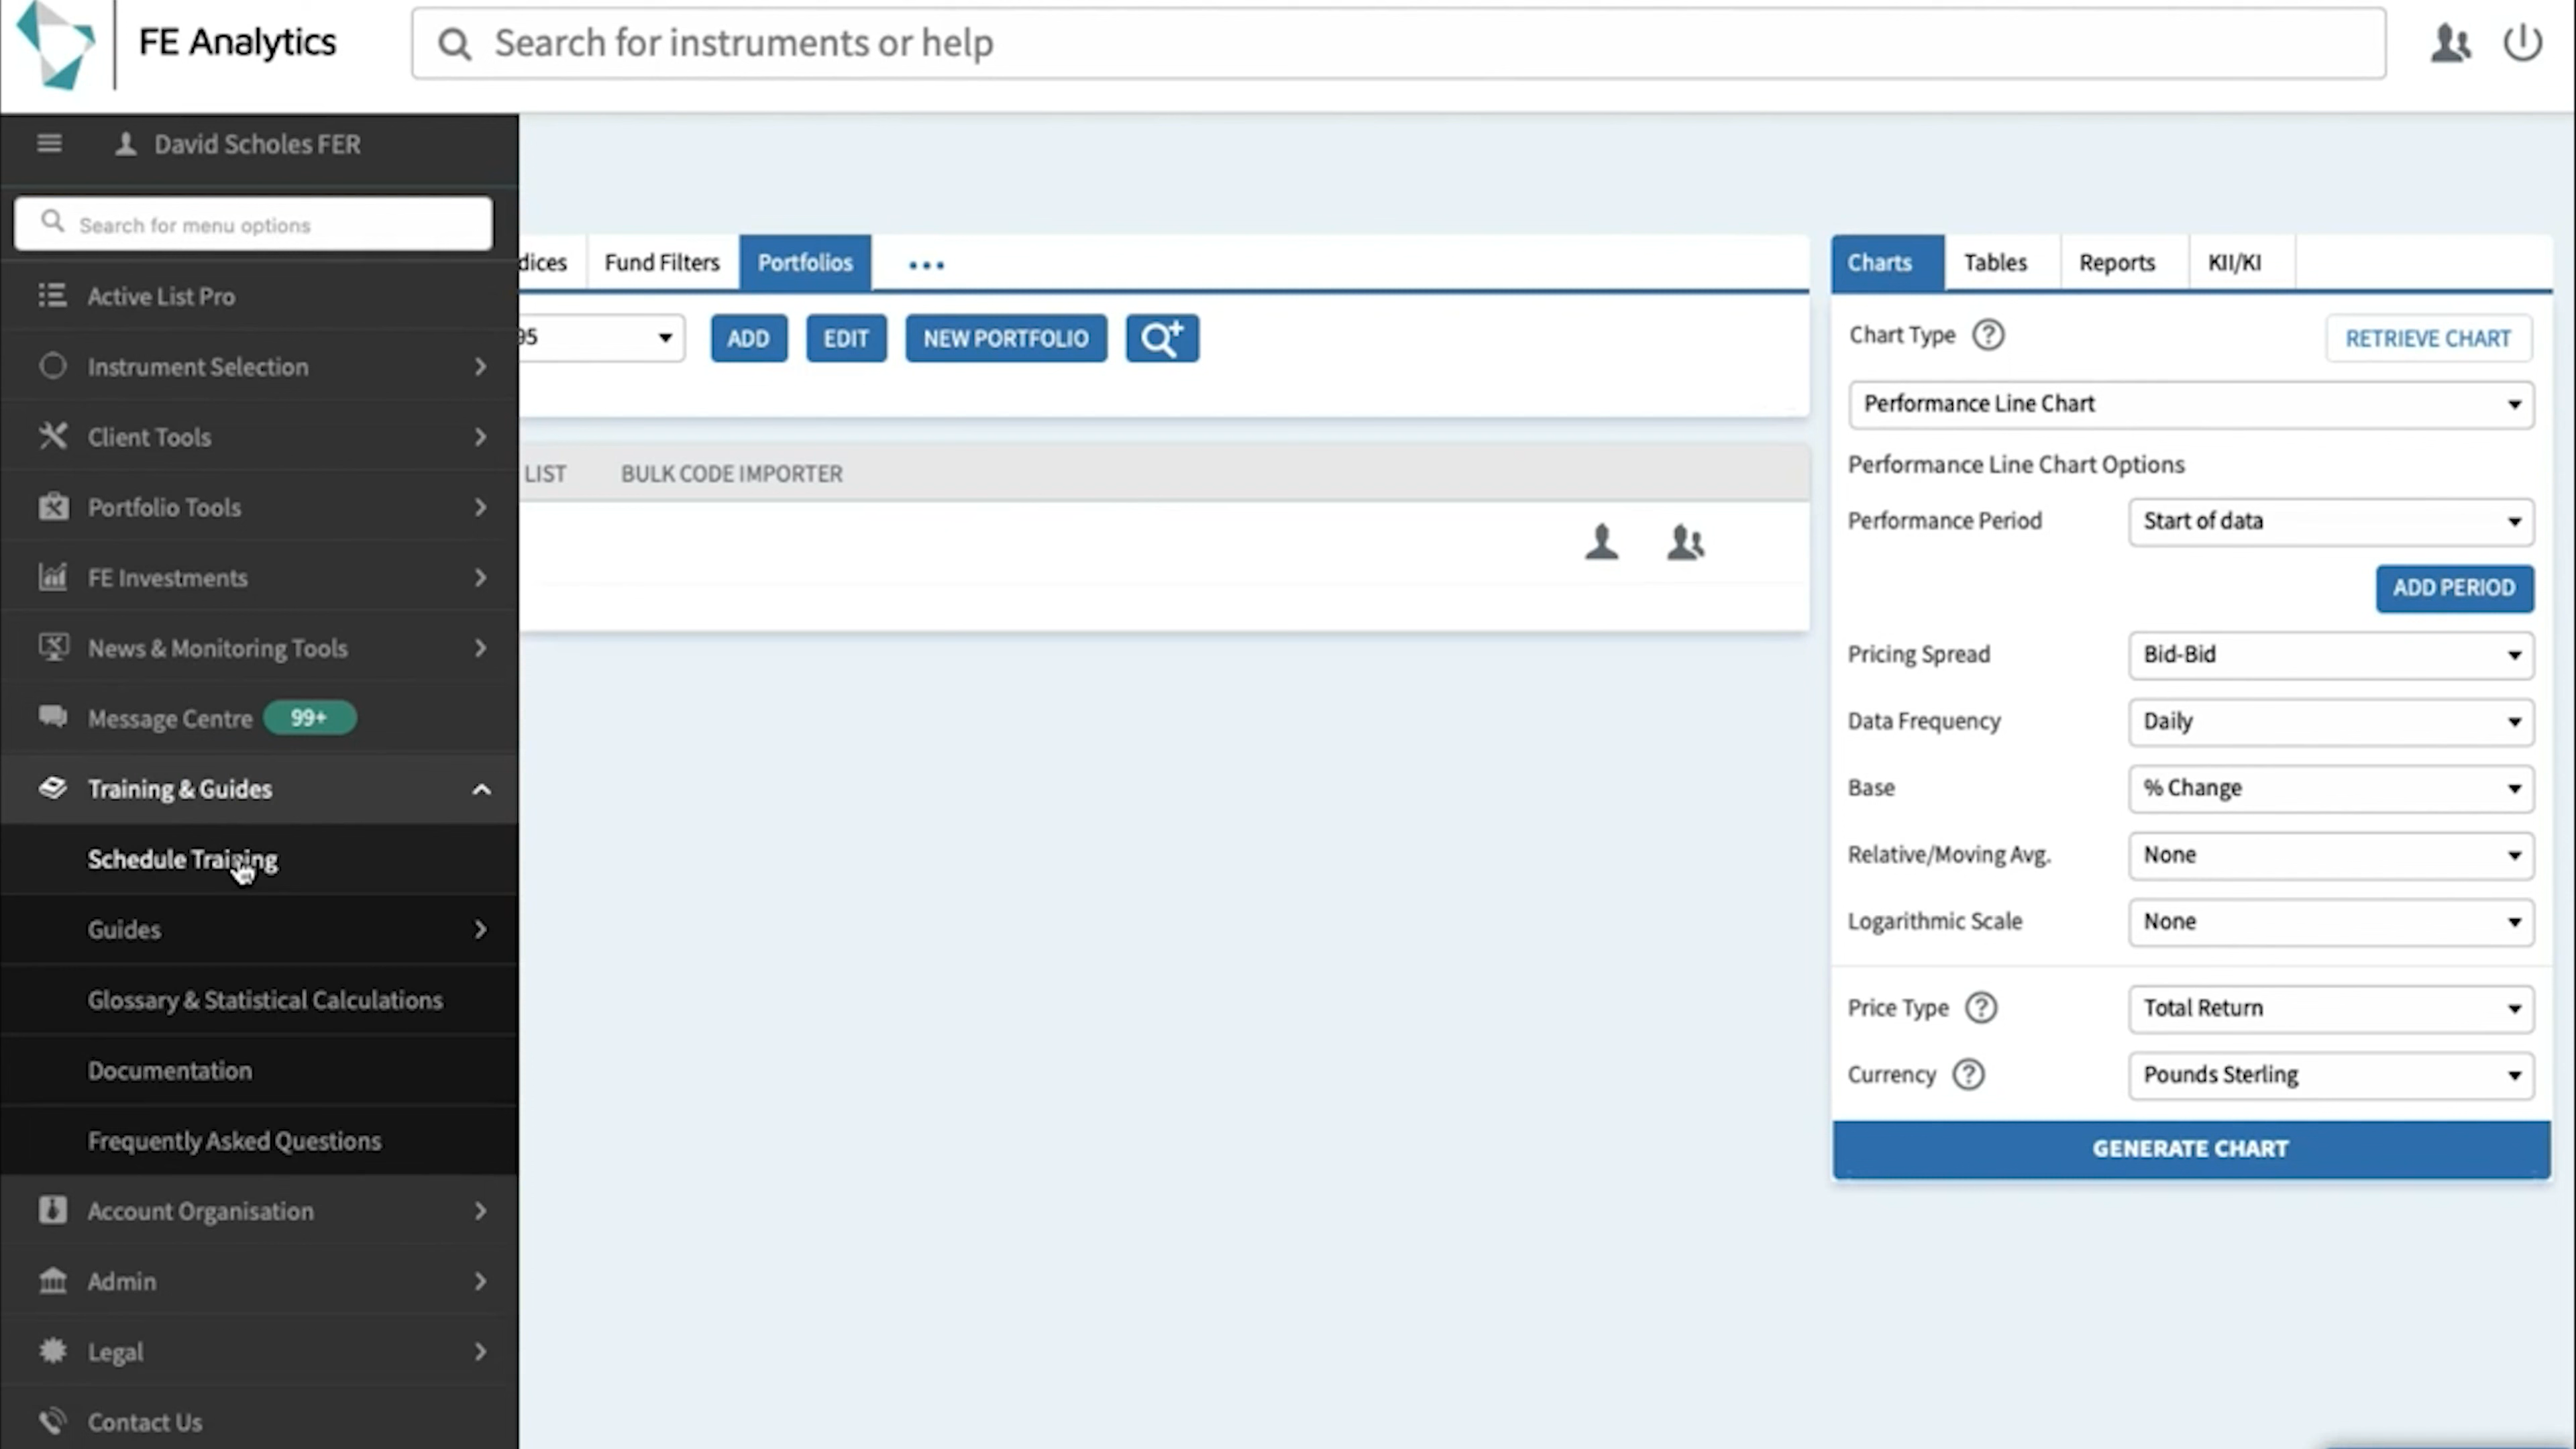 FE Analytics
Search for instruments or help
David Scholes FER
Search for menu options
Active List Pro
Instrument Selection
Client Tools
Portfolio Tools
FE Investments
News & Monitoring Tools
Message Centre 99+
Training & Guides
Schedule Training
Guides
Glossary & Statistical Calculations
Documentation
Frequently Asked Questions
Account Organisation
Admin
Legal
Contact Us
dices Fund Filters Portfolios
95 ADD EDIT NEW PORTFOLIO
LIST BULK CODE IMPORTER
Charts Tables Reports KII/KI
Chart Type ? RETRIEVE CHART
Performance Line Chart
Performance Line Chart Options
Performance Period Start of data
ADD PERIOD
Pricing Spread Bid-Bid
Data Frequency Daily
Base % Change
Relative/Moving Avg. None
Logarithmic Scale None
Price Type ? Total Return
Currency ? Pounds Sterling
GENERATE CHART